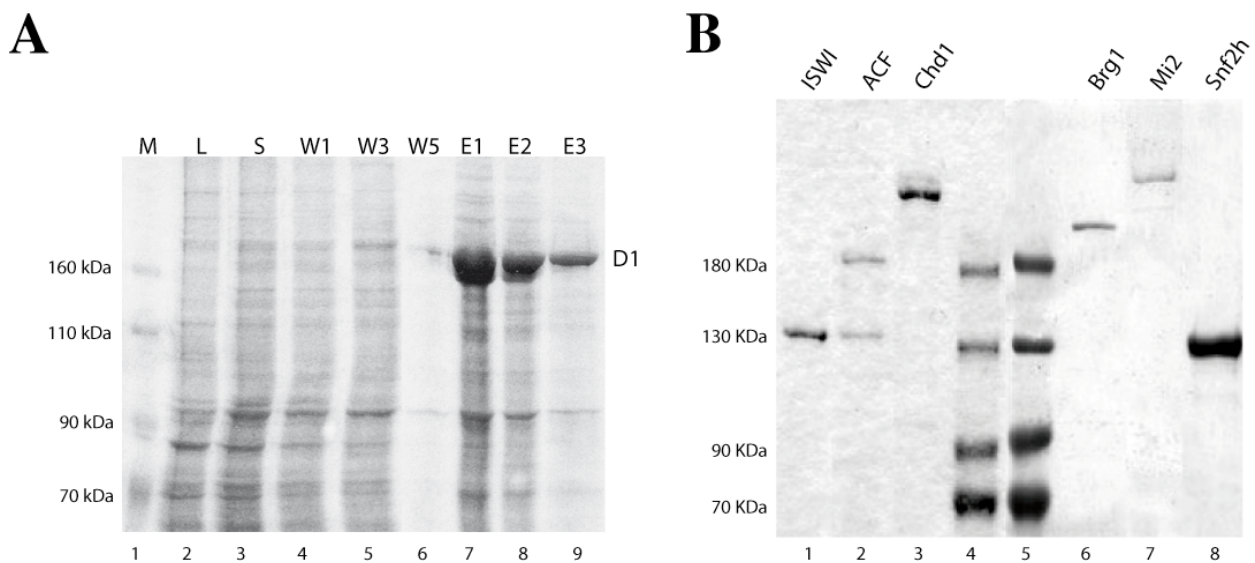 A
M L S W1 W3 W5 E1 E2 E3
160 kDa
D1
110 kDa
90 kDa
70 kDa
1 2 3 4 5 6 7 8 9
B
ISWI ACF Chd1 Brg1 Mi2 Snf2h
180 KDa
130 KDa
90 KDa
70 KDa
1 2 3 4 5 6 7 8